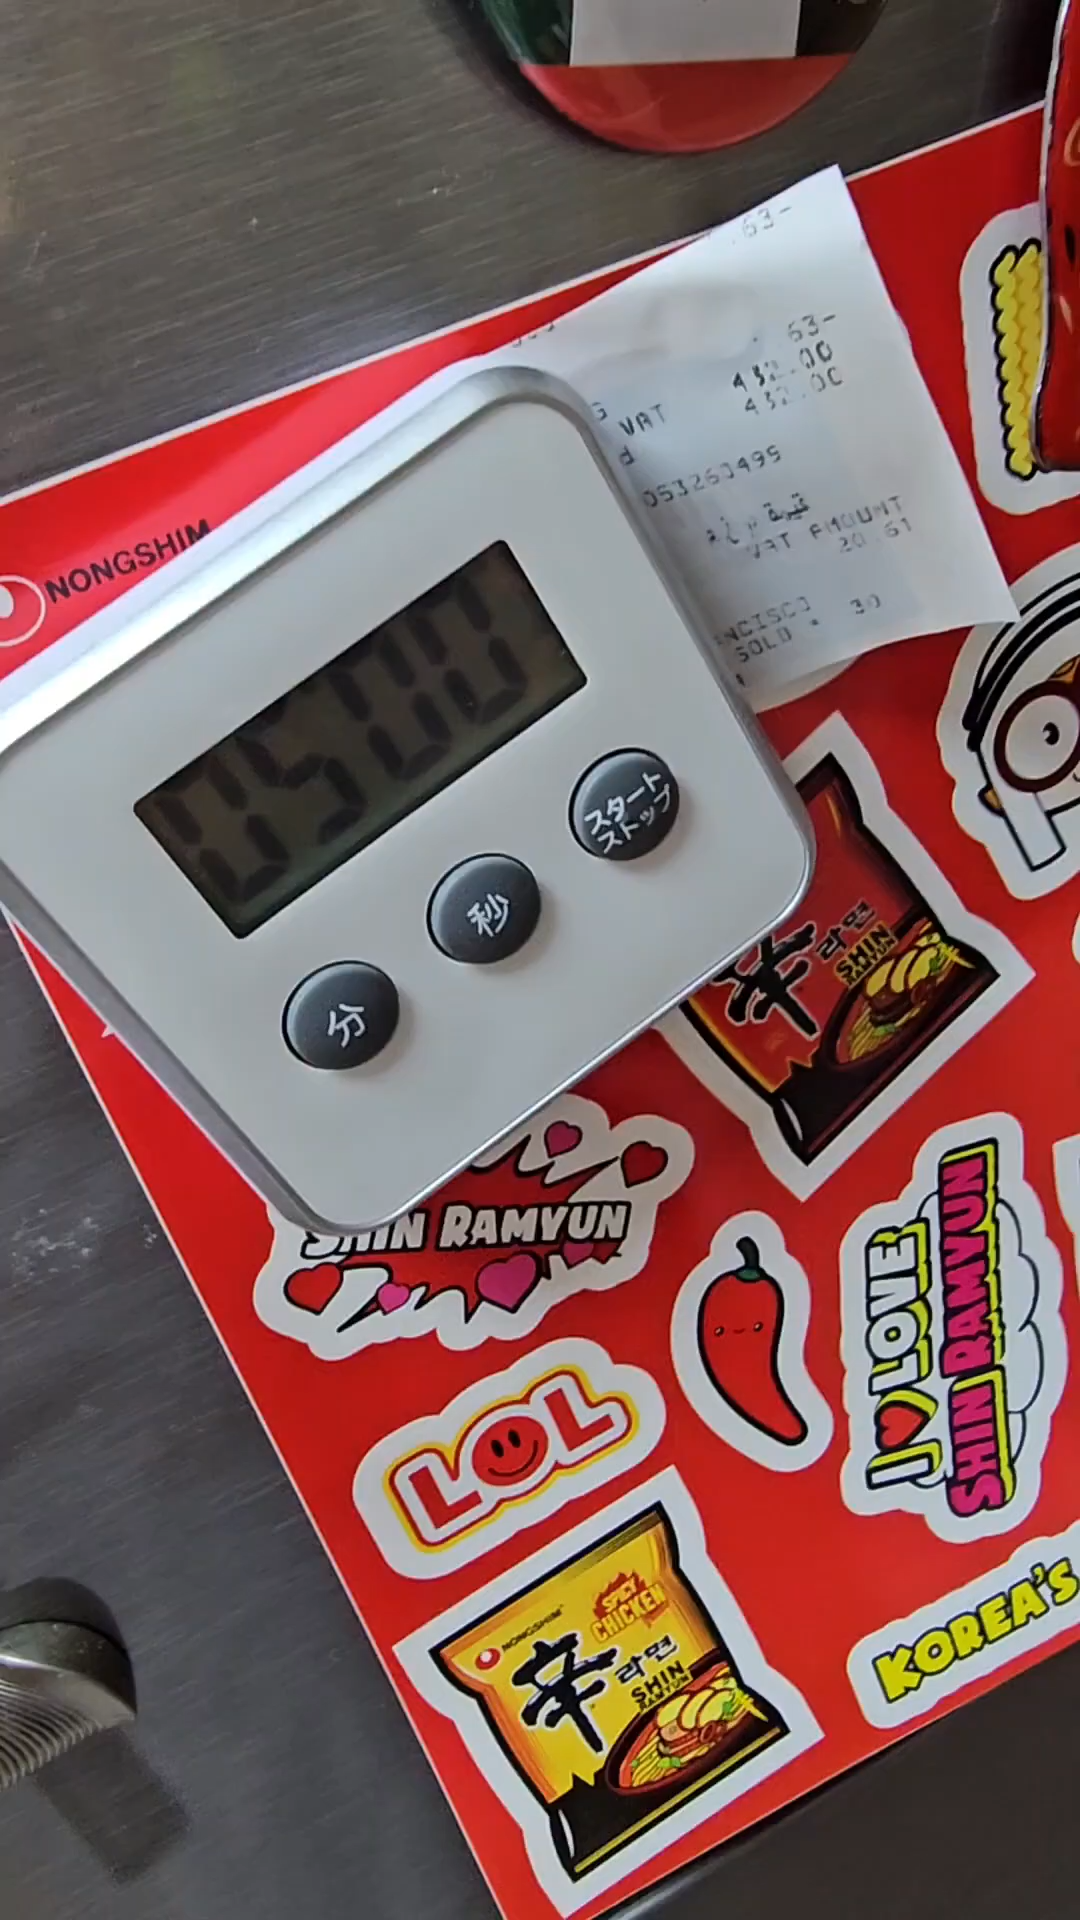 .63-
63-
432.00
VAT 432.00
d
053260499
قيمة
VAT AMOUNT
20.61
NCISCO 30
SOLD *
NONGSHIM
05 00
スタート
ストップ
秒
分
辛 라면
SHIN
RAMYUN
SHIN RAMYUN
I LOVE
SHIN RAMYUN
LOL
NONGSHIM
SPICY
CHICKEN
辛 라면
SHIN
RAMYUN
KOREA'S